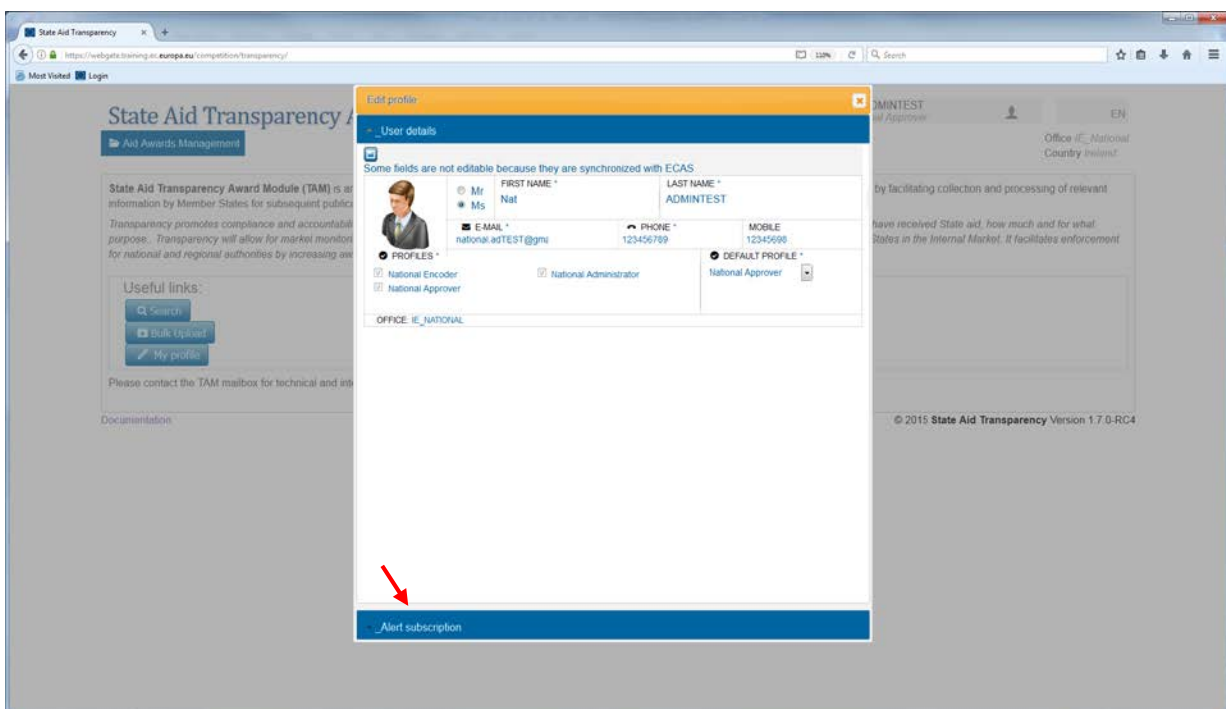 State Aid Transparency
https://webgate.training.ec.europa.eu/competition/transparency/
110%
Search
Most Visited
Login
State Aid Transparency A
ADMINTEST
EN
Aid Awards Management
Office IE_National
Country Ireland
Edit profile
_User details
Some fields are not editable because they are synchronized with ECAS
Mr
Ms
FIRST NAME *
Nat
LAST NAME *
ADMINTEST
E-MAIL *
national.adTEST@gma
PHONE *
123456789
MOBILE
12345698
PROFILES *
National Encoder
National Administrator
National Approver
DEFAULT PROFILE *
National Approver
OFFICE: IE_NATIONAL
_Alert subscription
State Aid Transparency Award Module (TAM) is
by facilitating collection and processing of relevant
information by Member States for subsequent
Transparency promotes compliance and
have received State aid, how much and for what
purpose. Transparency will allow for market
States in the Internal Market. It facilitates enforcement
for national and regional authorities by increasing
Useful links:
Search
Bulk Upload
My profile
Please contact the TAM mailbox for technical and
Documentation
© 2015 State Aid Transparency Version 1.7.0-RC4